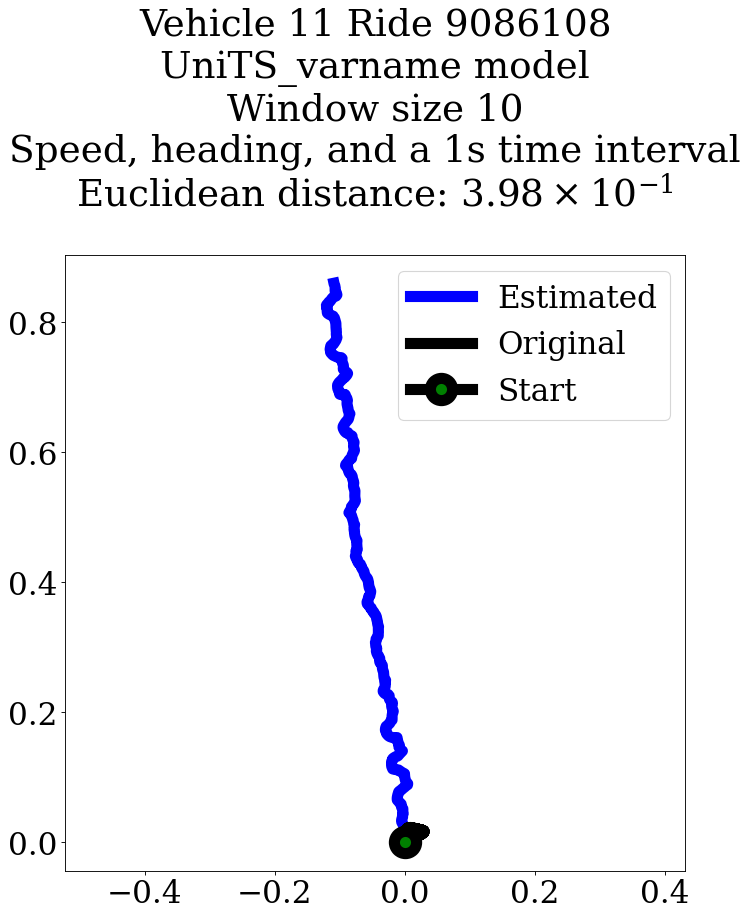 Vehicle 11 Ride 9086108
UniTS_varname model
Window size 10
Speed, heading, and a 1s time interval
Euclidean distance: 3.98 × 10⁻¹
Estimated
Original
Start
0.8
0.6
0.4
0.2
0.0
−0.4
−0.2
0.0
0.2
0.4